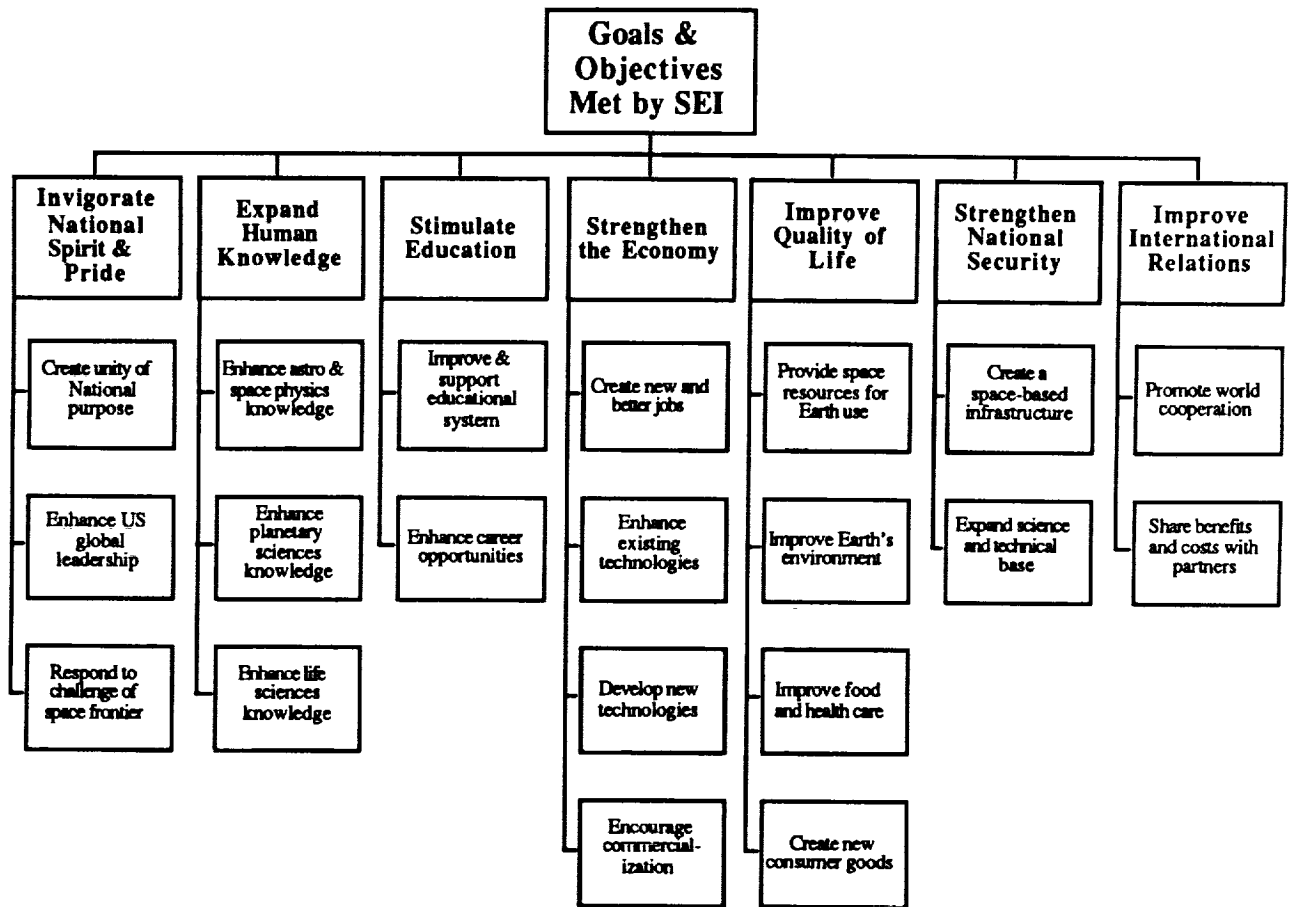 Goals &
Objectives
Met by SEI
Invigorate
National
Spirit &
Pride
Create unity of
National
purpose
Enhance US
global
leadership
Respond to
challenge of
space frontier
Expand
Human
Knowledge
Enhance astro &
space physics
knowledge
Enhance
planetary
sciences
knowledge
Enhance life
sciences
knowledge
Stimulate
Education
Improve &
support
educational
system
Enhance career
opportunities
Strengthen
the Economy
Create new and
better jobs
Enhance
existing
technologies
Develop new
technologies
Encourage
commercial-
ization
Improve
Quality of
Life
Provide space
resources for
Earth use
Improve Earth's
environment
Improve food
and health care
Create new
consumer goods
Strengthen
National
Security
Create a
space-based
infrastructure
Expand science
and technical
base
Improve
International
Relations
Promote world
cooperation
Share benefits
and costs with
partners